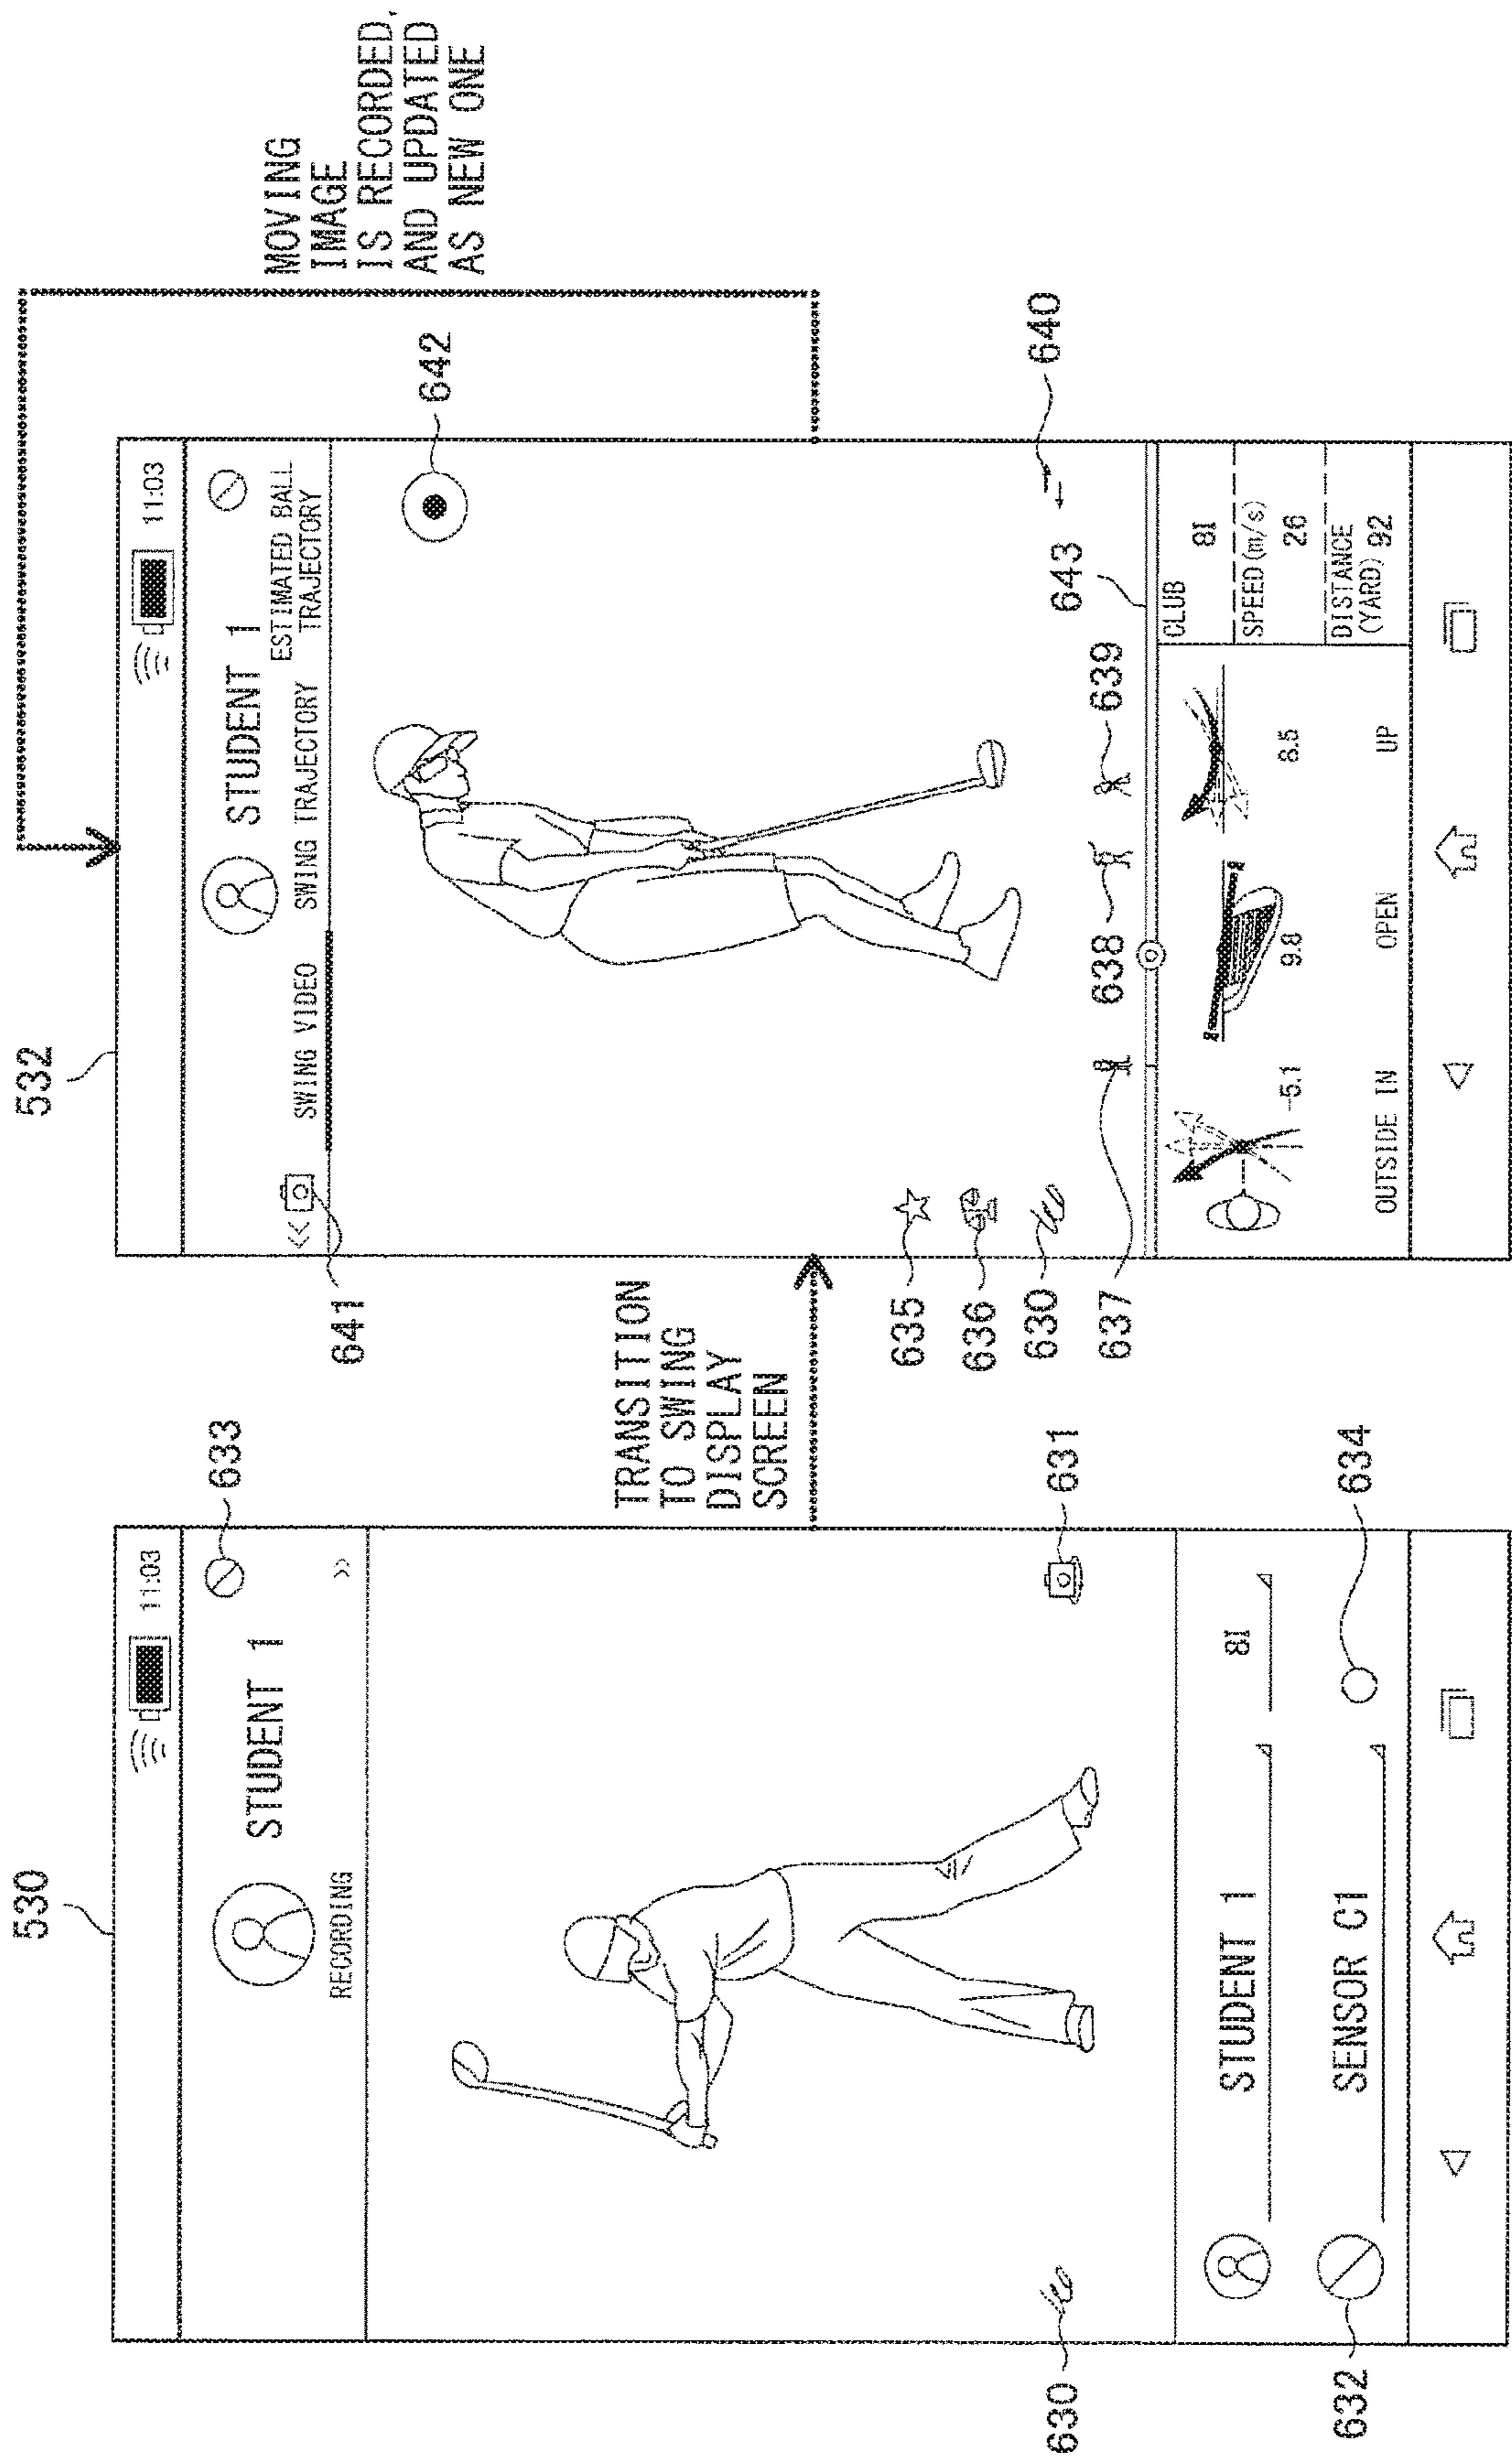 530
11:03
STUDENT 1
633
RECORDING
>>
630
631
STUDENT 1
8I
SENSOR C1
632
634
TRANSITION
TO SWING
DISPLAY
SCREEN
532
11:03
STUDENT 1
<<
641
SWING VIDEO
SWING TRAJECTORY
ESTIMATED BALL
TRAJECTORY
642
635
636
630
637
638
639
643
640
-5.1
OUTSIDE IN
9.8
OPEN
8.5
UP
CLUB
8I
SPEED(m/s)
26
DISTANCE
(YARD) 92
MOVING
IMAGE
IS RECORDED,
AND UPDATED
AS NEW ONE